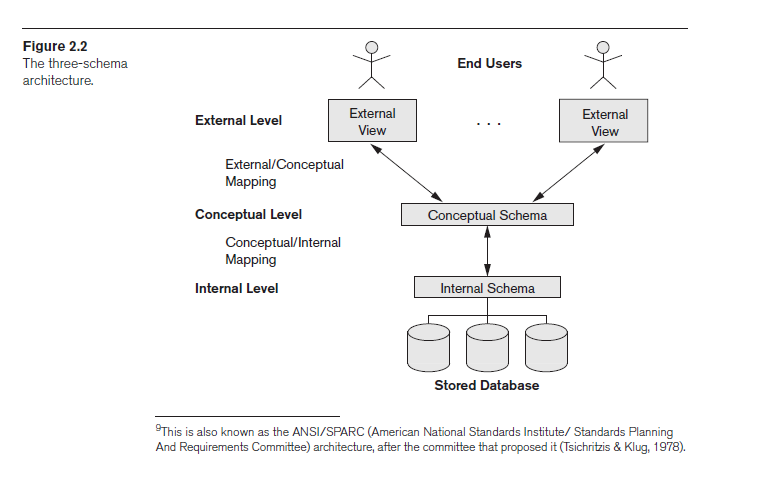 Figure 2.2
The three-schema
architecture.
End Users
External Level
External
View
. . .
External
View
External/Conceptual
Mapping
Conceptual Level
Conceptual Schema
Conceptual/Internal
Mapping
Internal Level
Internal Schema
Stored Database
9This is also known as the ANSI/SPARC (American National Standards Institute/ Standards Planning
And Requirements Committee) architecture, after the committee that proposed it (Tsichritzis & Klug, 1978).